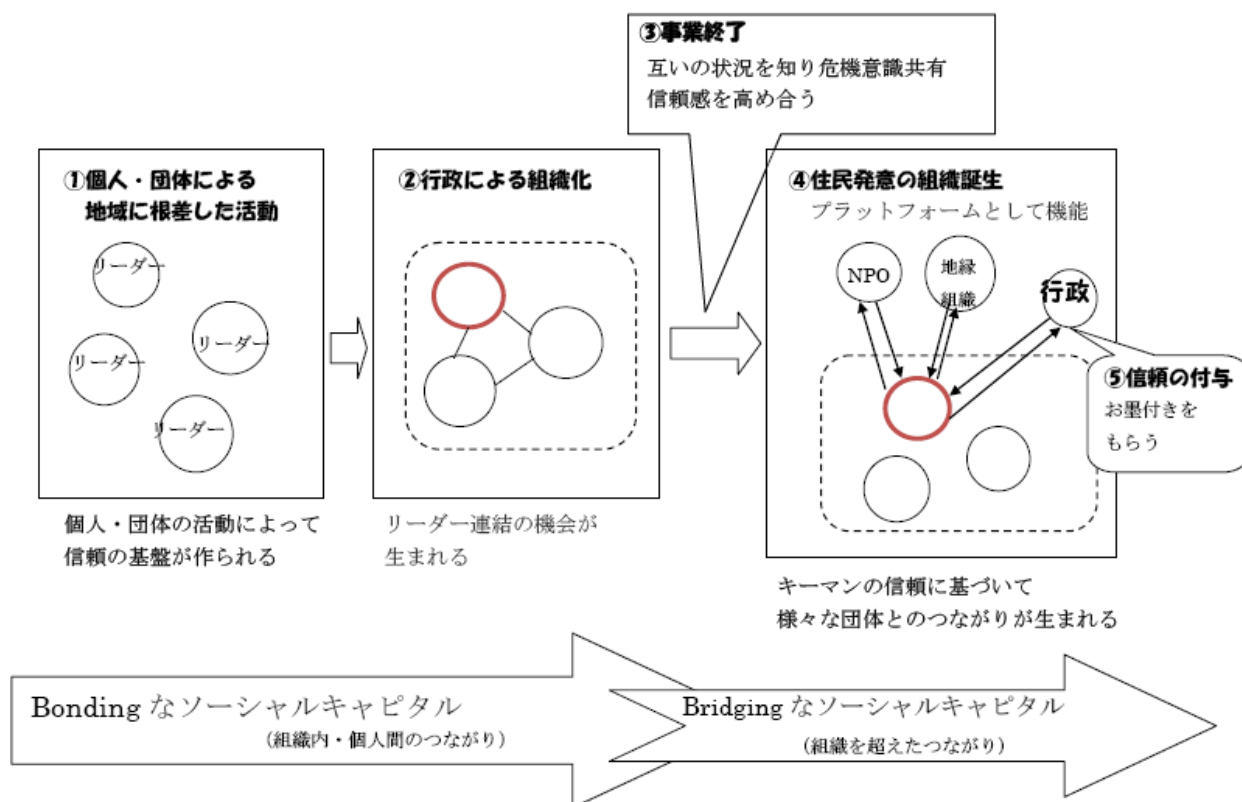 ③事業終了
互いの状況を知り危機意識共有
信頼感を高め合う
①個人・団体による
地域に根差した活動
リーダー
リーダー
リーダー
リーダー
個人・団体の活動によって
信頼の基盤が作られる
②行政による組織化
リーダー連結の機会が
生まれる
④住民発意の組織誕生
プラットフォームとして機能
NPO
地縁
組織
行政
⑤信頼の付与
お墨付きを
もらう
キーマンの信頼に基づいて
様々な団体とのつながりが生まれる
Bonding なソーシャルキャピタル
（組織内・個人間のつながり）
Bridging なソーシャルキャピタル
（組織を超えたつながり）